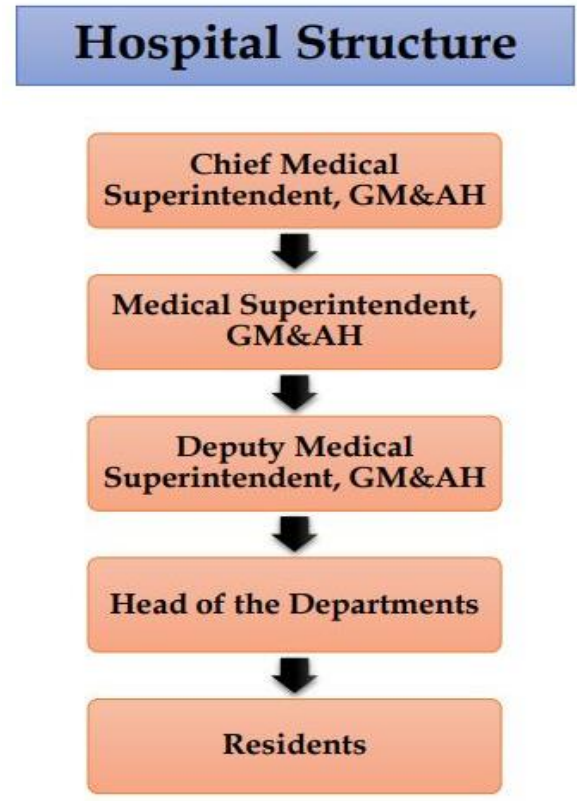 Hospital Structure
Chief Medical
Superintendent, GM&AH
Medical Superintendent,
GM&AH
Deputy Medical
Superintendent, GM&AH
Head of the Departments
Residents